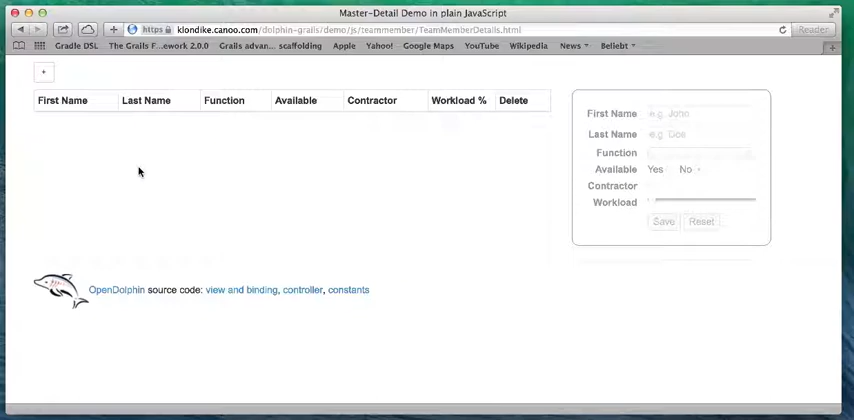 Master-Detail Demo in plain JavaScript
https klondike.canoo.com/dolphin-grails/demo/js/teammember/TeamMemberDetails.html Reader
Gradle DSL The Grails F...ework 2.0.0 Grails advan... scaffolding Apple Yahoo! Google Maps YouTube Wikipedia News Beliebt +
+
First Name Last Name Function Available Contractor Workload % Delete
First Name e.g. John
Last Name e.g. Doe
Function
Available Yes No
Contractor
Workload
Save Reset
OpenDolphin source code: view and binding, controller, constants